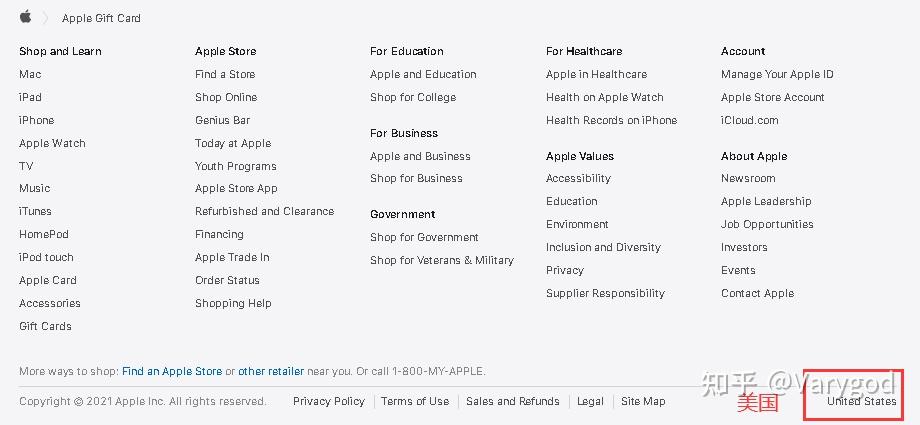 Apple Gift Card
Shop and Learn
Mac
iPad
iPhone
Apple Watch
TV
Music
iTunes
HomePod
iPod touch
Apple Card
Accessories
Gift Cards
Apple Store
Find a Store
Shop Online
Genius Bar
Today at Apple
Youth Programs
Apple Store App
Refurbished and Clearance
Financing
Apple Trade In
Order Status
Shopping Help
For Education
Apple and Education
Shop for College
For Business
Apple and Business
Shop for Business
Government
Shop for Government
Shop for Veterans & Military
For Healthcare
Apple in Healthcare
Health on Apple Watch
Health Records on iPhone
Apple Values
Accessibility
Education
Environment
Inclusion and Diversity
Privacy
Supplier Responsibility
Account
Manage Your Apple ID
Apple Store Account
iCloud.com
About Apple
Newsroom
Apple Leadership
Job Opportunities
Investors
Events
Contact Apple
More ways to shop: Find an Apple Store or other retailer near you. Or call 1-800-MY-APPLE.
知乎 @Varygod
Copyright © 2021 Apple Inc. All rights reserved. Privacy Policy Terms of Use Sales and Refunds Legal Site Map 美国 United States